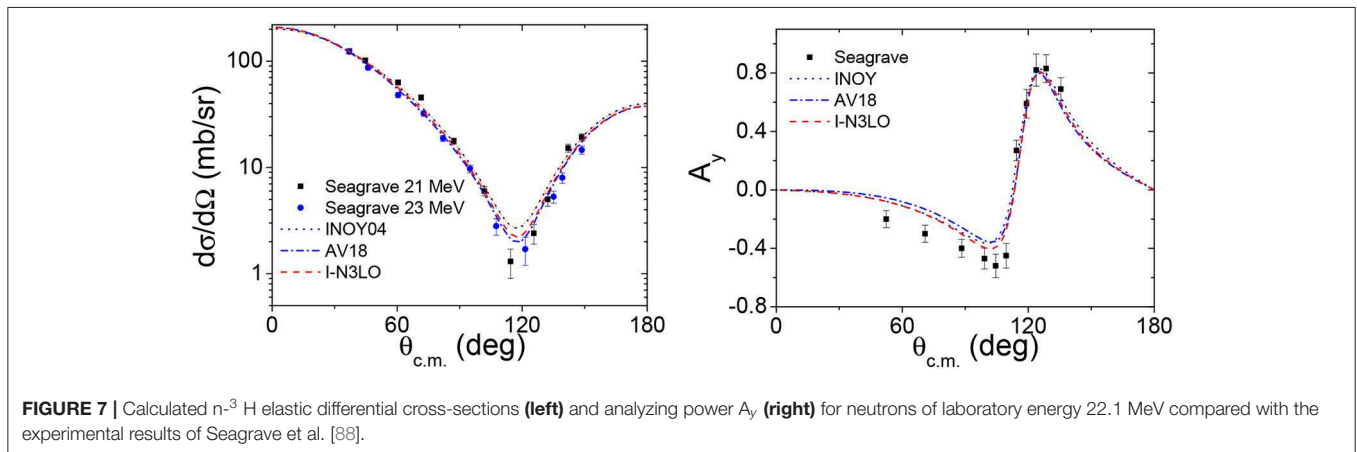 100
10
1
0
60
120
180
dσ/dΩ (mb/sr)
θc.m. (deg)
Seagrave 21 MeV
Seagrave 23 MeV
INOY04
AV18
I-N3LO
0.8
0.4
0.0
-0.4
-0.8
0
60
120
180
Ay
θc.m. (deg)
Seagrave
INOY
AV18
I-N3LO
FIGURE 7 | Calculated n-3 H elastic differential cross-sections (left) and analyzing power Ay (right) for neutrons of laboratory energy 22.1 MeV compared with the
experimental results of Seagrave et al. [88].